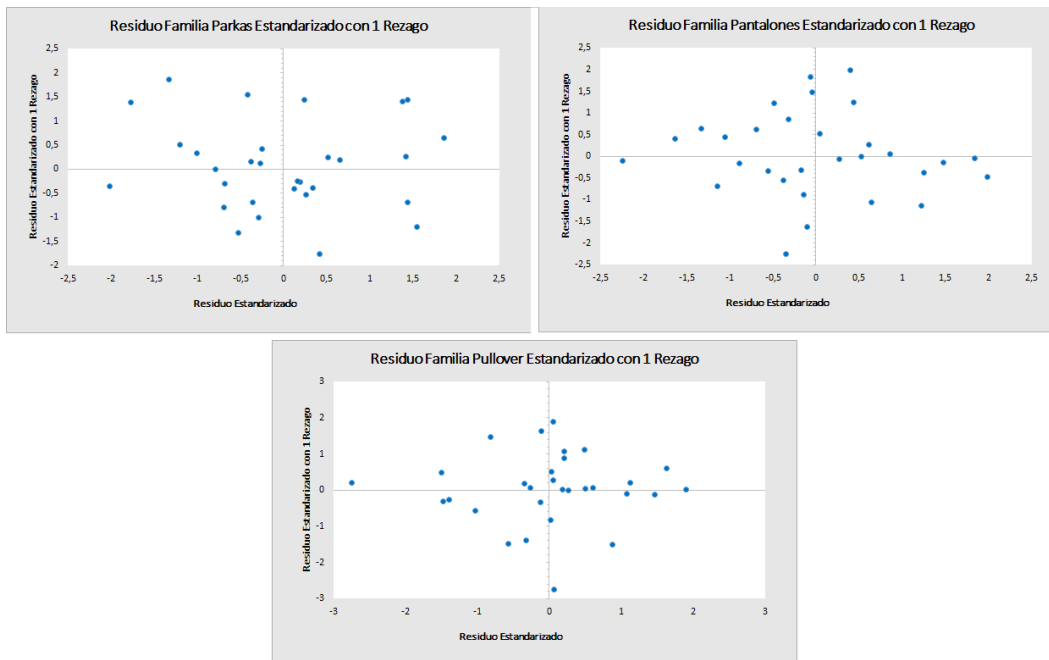 Residuo Familia Parkas Estandarizado con 1 Rezago
Residuo Estandarizado con 1 Rezago
2,5
2
1,5
1
0,5
0
-0,5
-1
-1,5
-2
-2,5 -2 -1,5 -1 -0,5 0 0,5 1 1,5 2 2,5
Residuo Estandarizado
Residuo Familia Pantalones Estandarizado con 1 Rezago
Residuo Estandarizado con 1 Rezago
2,5
2
1,5
1
0,5
0
-0,5
-1
-1,5
-2
-2,5
-2,5 -2 -1,5 -1 -0,5 0 0,5 1 1,5 2 2,5
Residuo Estandarizado
Residuo Familia Pullover Estandarizado con 1 Rezago
Residuo Estandarizado con 1 Rezago
3
2
1
0
-1
-2
-3
-3 -2 -1 0 1 2 3
Residuo Estandarizado